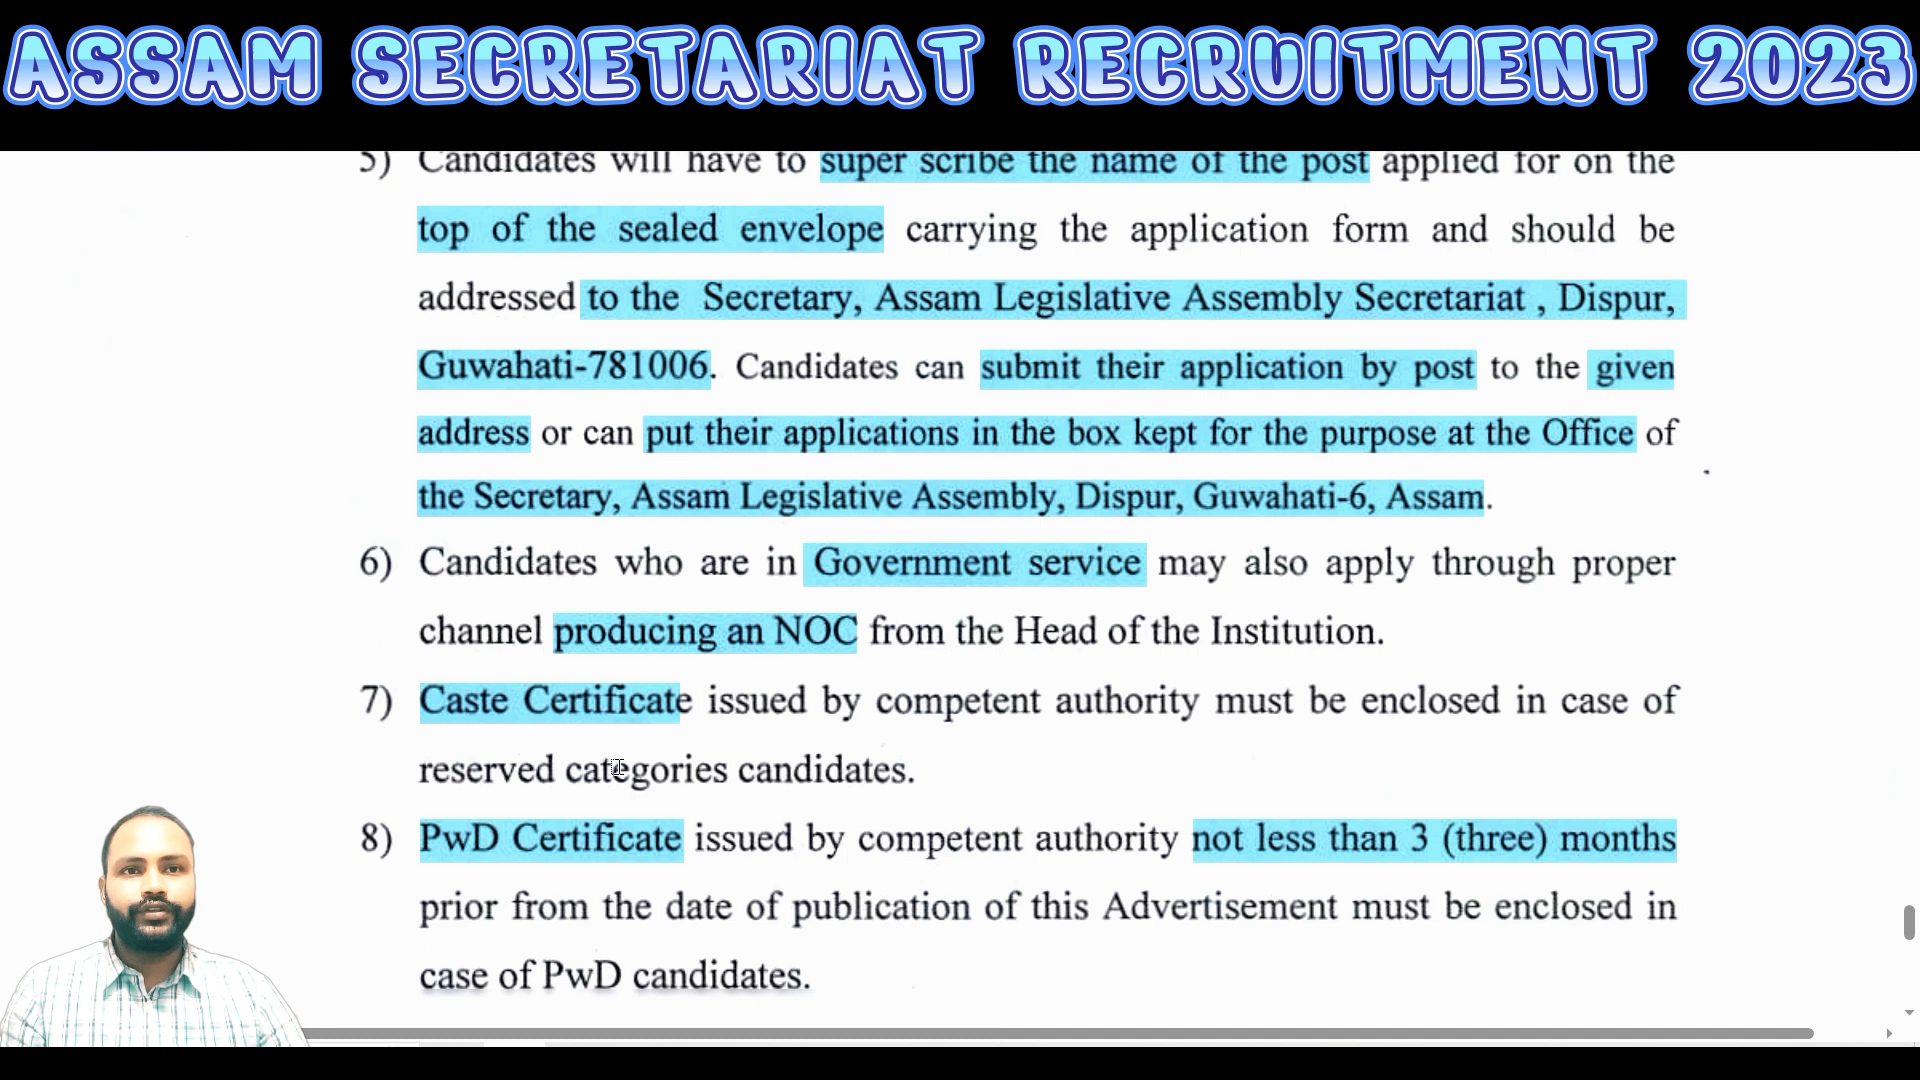 ASSAM SECRETARIAT RECRUITMENT 2023
5) Candidates will have to super scribe the name of the post applied for on the
top of the sealed envelope carrying the application form and should be
addressed to the Secretary, Assam Legislative Assembly Secretariat , Dispur,
Guwahati-781006. Candidates can submit their application by post to the given
address or can put their applications in the box kept for the purpose at the Office of
the Secretary, Assam Legislative Assembly, Dispur, Guwahati-6, Assam.
6) Candidates who are in Government service may also apply through proper
channel producing an NOC from the Head of the Institution.
7) Caste Certificate issued by competent authority must be enclosed in case of
reserved categories candidates.
8) PwD Certificate issued by competent authority not less than 3 (three) months
prior from the date of publication of this Advertisement must be enclosed in
case of PwD candidates.